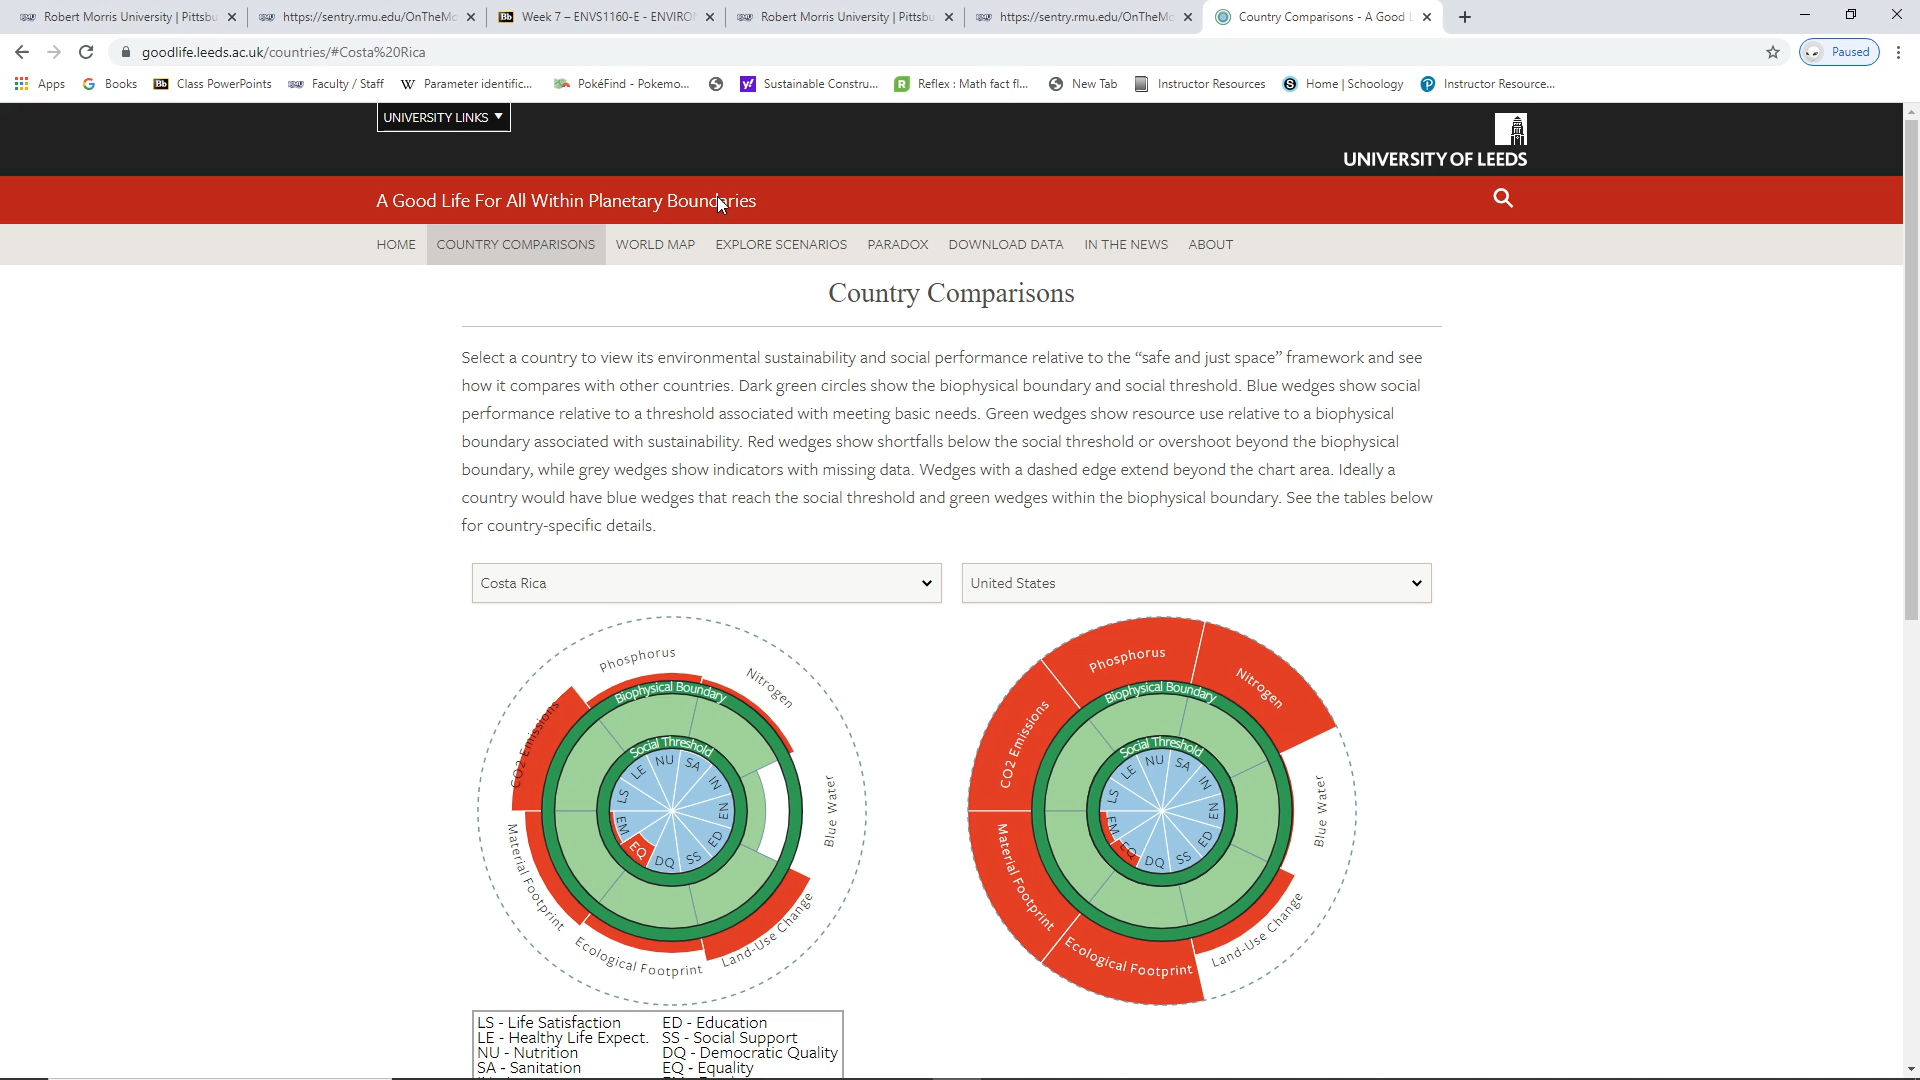 Robert Morris University | Pittsbu
https://sentry.rmu.edu/OnTheMo
Bb Week 7 – ENVS1160-E - ENVIRON
Robert Morris University | Pittsbu
https://sentry.rmu.edu/OnTheMo
Country Comparisons - A Good L
goodlife.leeds.ac.uk/countries/#Costa%20Rica
Paused
Apps
Books
Bb Class PowerPoints
Faculty / Staff
W Parameter identific...
PokéFind - Pokemo...
y! Sustainable Constru...
R Reflex : Math fact fl...
New Tab
Instructor Resources
S Home | Schoology
Instructor Resource...
UNIVERSITY LINKS
UNIVERSITY OF LEEDS
A Good Life For All Within Planetary Boundaries
HOME COUNTRY COMPARISONS WORLD MAP EXPLORE SCENARIOS PARADOX DOWNLOAD DATA IN THE NEWS ABOUT
Country Comparisons
Select a country to view its environmental sustainability and social performance relative to the “safe and just space” framework and see
how it compares with other countries. Dark green circles show the biophysical boundary and social threshold. Blue wedges show social
performance relative to a threshold associated with meeting basic needs. Green wedges show resource use relative to a biophysical
boundary associated with sustainability. Red wedges show shortfalls below the social threshold or overshoot beyond the biophysical
boundary, while grey wedges show indicators with missing data. Wedges with a dashed edge extend beyond the chart area. Ideally a
country would have blue wedges that reach the social threshold and green wedges within the biophysical boundary. See the tables below
for country-specific details.
Costa Rica
United States
Phosphorus
Nitrogen
Blue Water
Land-Use Change
Ecological Footprint
Material Footprint
CO2 Emissions
Biophysical Boundary
Social Threshold
NU
SA
IN
EN
ED
SS
DQ
EQ
EM
LS
LE
Phosphorus
Nitrogen
Blue Water
Land-Use Change
Ecological Footprint
Material Footprint
CO2 Emissions
Biophysical Boundary
Social Threshold
NU
SA
IN
EN
ED
SS
DQ
EQ
EM
LS
LE
LS - Life Satisfaction
LE - Healthy Life Expect.
NU - Nutrition
SA - Sanitation
ED - Education
SS - Social Support
DQ - Democratic Quality
EQ - Equality